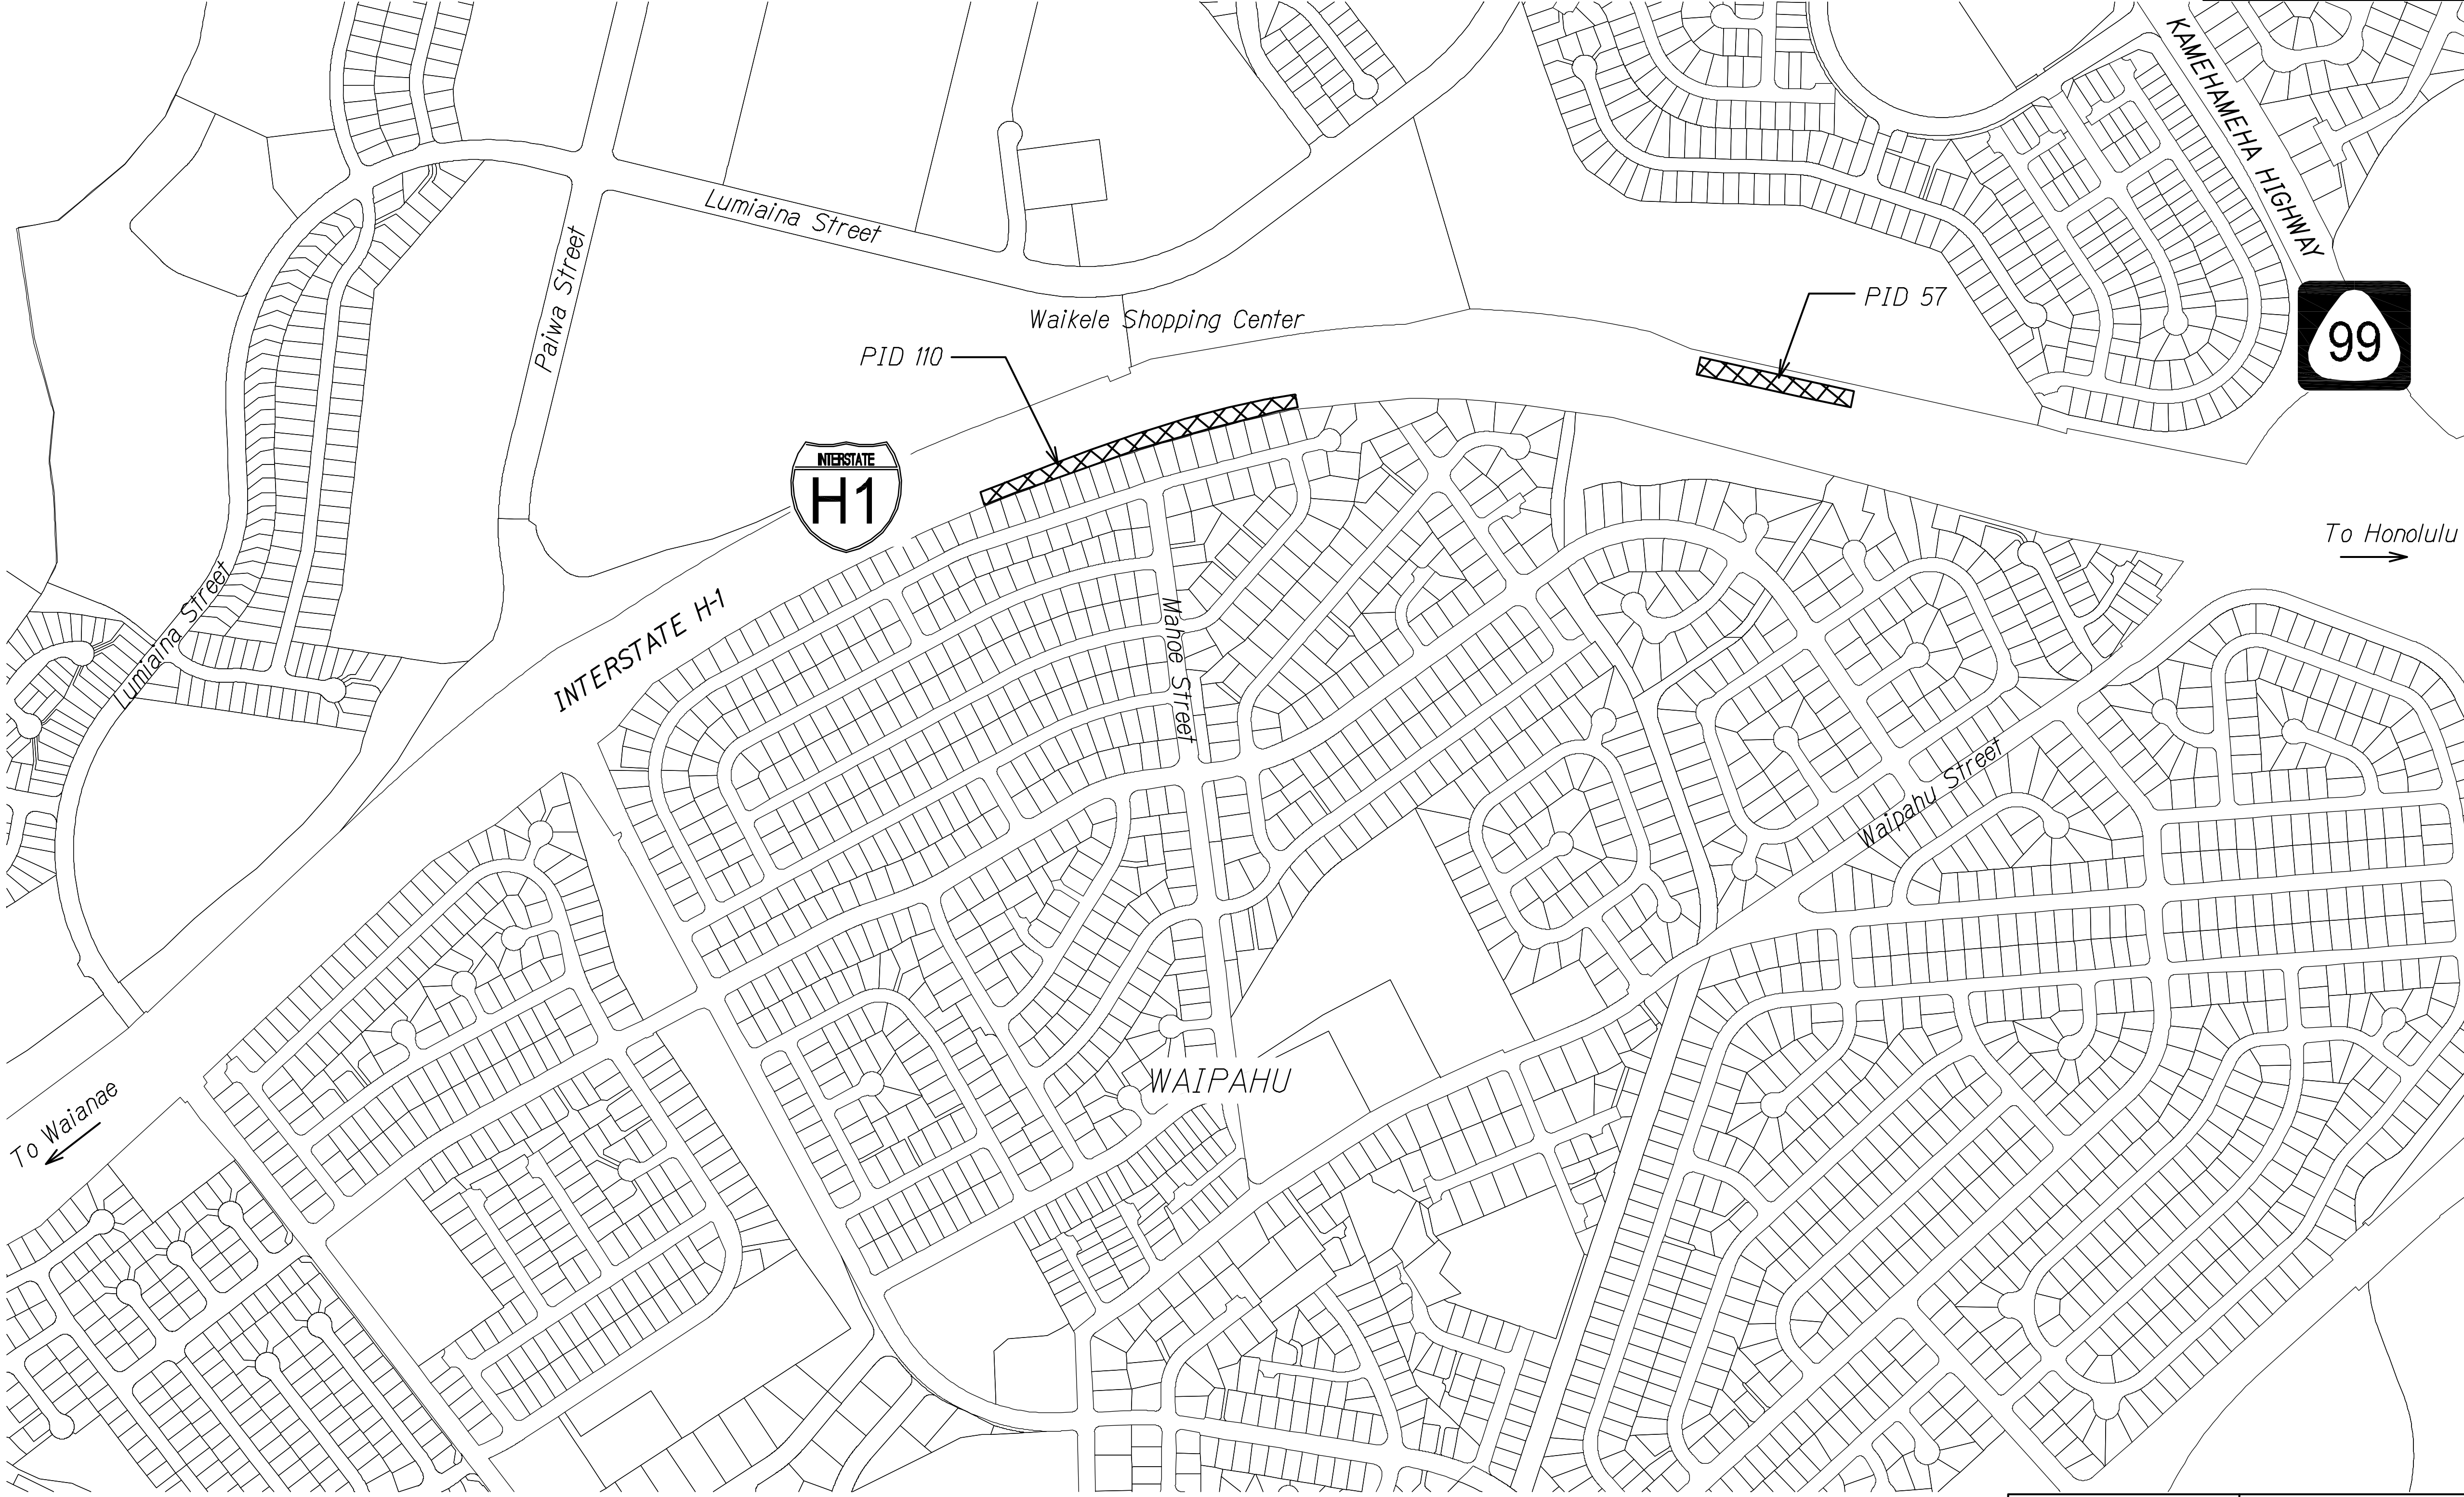 KAMEHAMEHA HIGHWAY
Lumiaina Street
Paiwa Street
Waikele Shopping Center
PID 57
PID 110
99
INTERSTATE
H1
To Honolulu
INTERSTATE H-1
Lumiaina Street
Mahoe Street
Waipahu Street
WAIPAHU
To Waianae